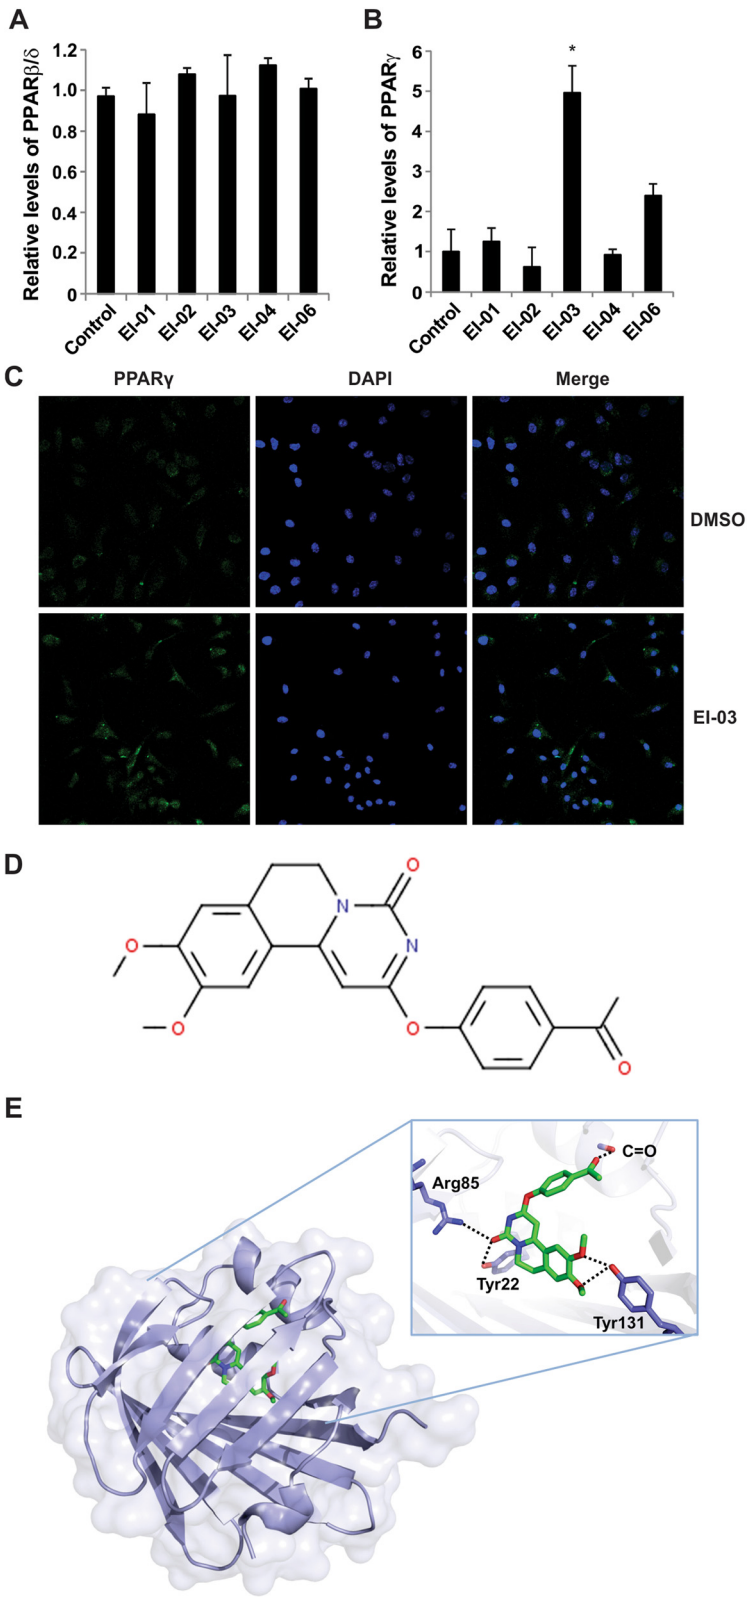 A
Relative levels of PPARβ/δ
1.2
1.0
0.8
0.6
0.4
0.2
0
Control
EI-01
EI-02
EI-03
EI-04
EI-06
B
Relative levels of PPARγ
6
5
4
3
2
1
0
*
Control
EI-01
EI-02
EI-03
EI-04
EI-06
C
PPARγ
DAPI
Merge
DMSO
EI-03
D
O
N
O
N
O
O
O
E
C=O
Arg85
Tyr22
Tyr131